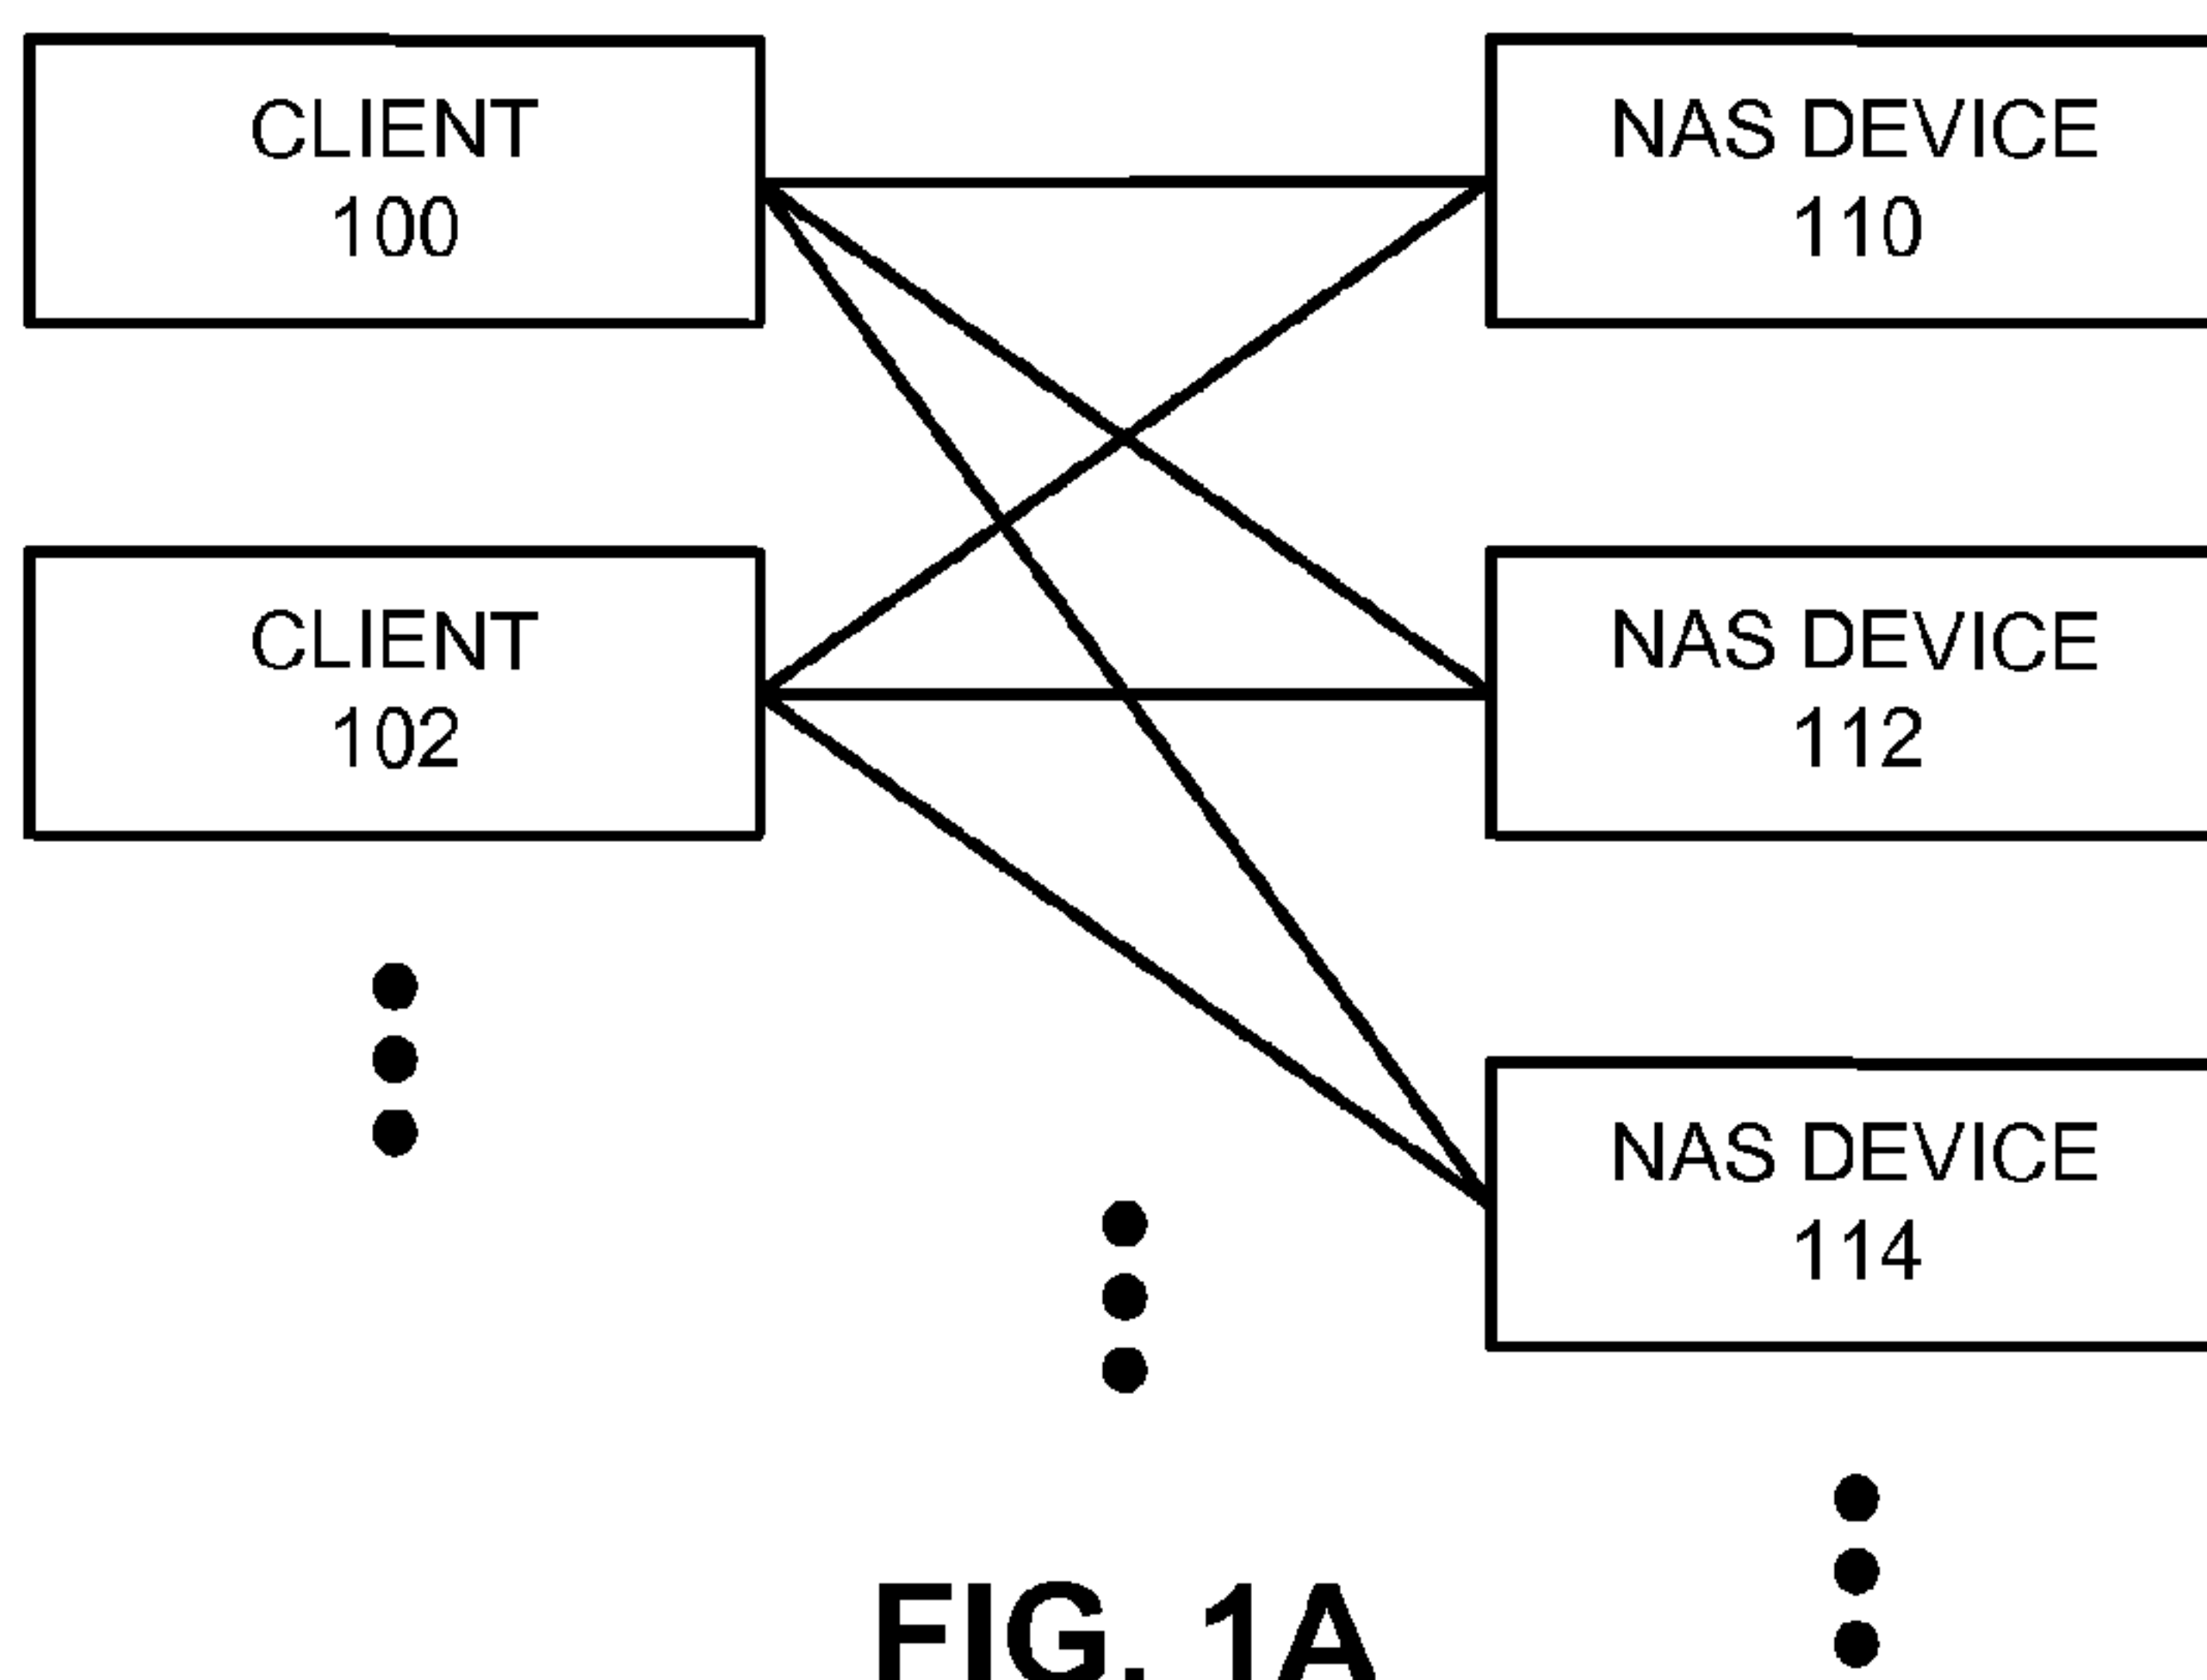 CLIENT
100
NAS DEVICE
110
CLIENT
102
NAS DEVICE
112
NAS DEVICE
114
FIG. 1A